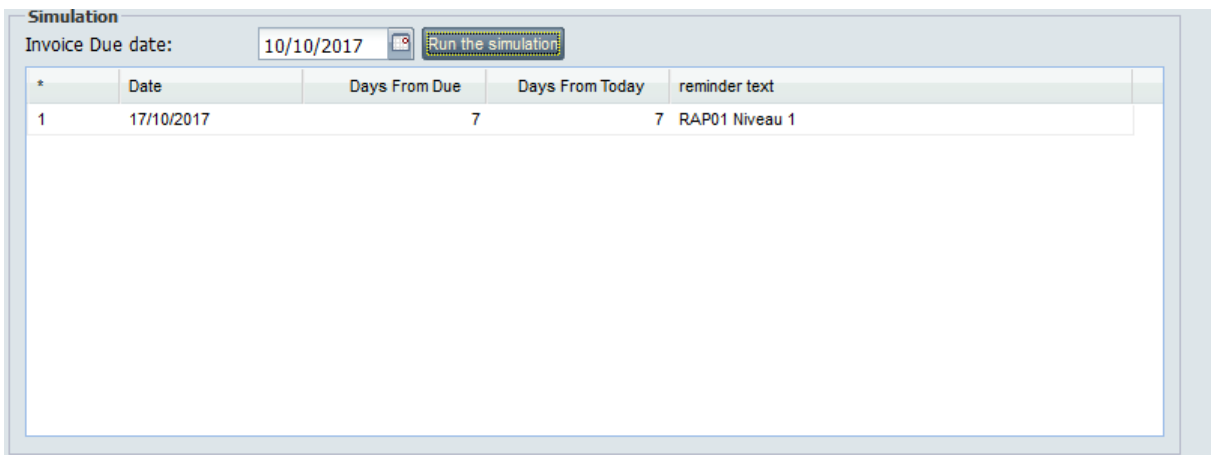 Simulation
Invoice Due date: 10/10/2017 Run the simulation
* Date Days From Due Days From Today reminder text
1 17/10/2017 7 7 RAP01 Niveau 1